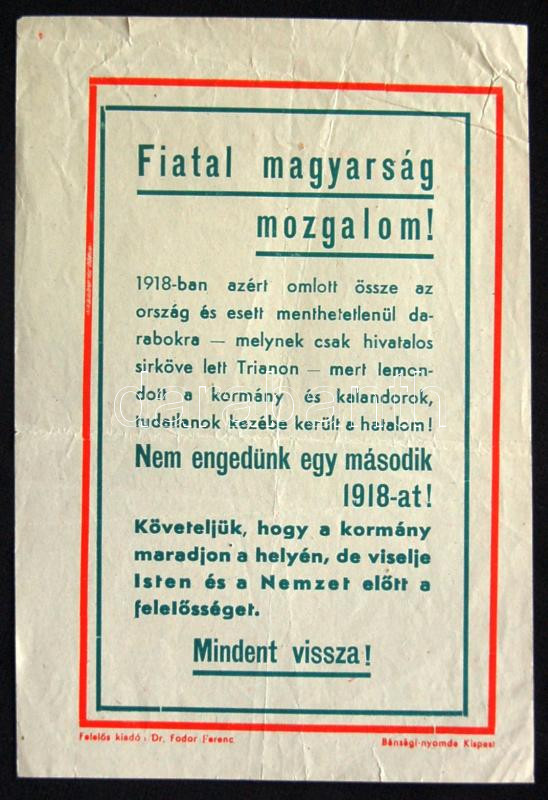 Fiatal magyarság
mozgalom!
1918-ban azért omlott össze az
ország és esett menthetetlenül da-
rabokra — melynek csak hivatalos
sirköve lett Trianon — mert lemon-
dott a kormány és kalandorok,
tudatlanok kezébe került a hatalom!
Nem engedünk egy második
1918-at!
Követeljük, hogy a kormány
maradjon a helyén, de viselje
Isten és a Nemzet előtt a
felelősséget.
Mindent vissza!
Felelős kiadó: Dr. Fodor Ferenc
Bánsági-nyomda Kispest
darabanth